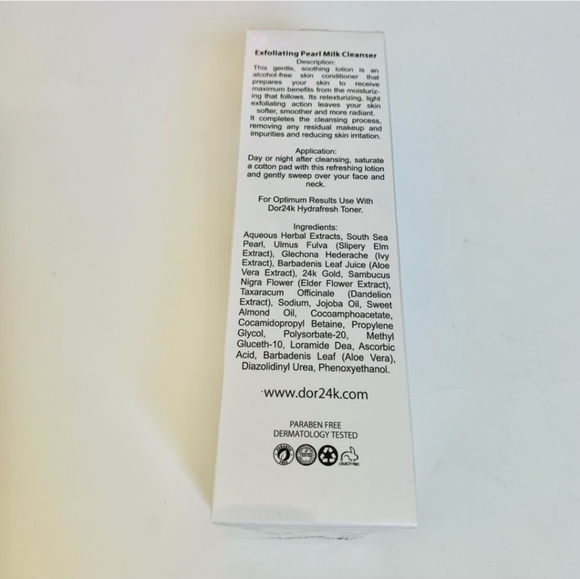 Exfoliating Pearl Milk Cleanser
Description:
This gentle, soothing lotion is an
alcohol-free skin conditioner that
prepares your skin to receive
maximum benefits from the moisturiz-
ing that follows. Its retexturizing, light
exfoliating action leaves your skin
softer, smoother and more radiant.
It completes the cleansing process,
removing any residual makeup and
impurities and reducing skin irritation.
Application:
Day or night after cleansing, saturate
a cotton pad with this refreshing lotion
and gently sweep over your face and
neck.
For Optimum Results Use With
Dor24k Hydrafresh Toner.
Ingredients:
Aqueous Herbal Extracts, South Sea
Pearl, Ulmus Fulva (Slipery Elm
Extract), Glechona Hederache (Ivy
Extract), Barbadenis Leaf Juice (Aloe
Vera Extract), 24k Gold, Sambucus
Nigra Flower (Elder Flower Extract),
Taxaracum Officinale (Dandelion
Extract), Sodium, Jojoba Oil, Sweet
Almond Oil, Cocoamphoacetate,
Cocamidopropyl Betaine, Propylene
Glycol, Polysorbate-20, Methyl
Gluceth-10, Loramide Dea, Ascorbic
Acid, Barbadenis Leaf (Aloe Vera),
Diazolidinyl Urea, Phenoxyethanol.
www.dor24k.com
PARABEN FREE
DERMATOLOGY TESTED
CRUELTY FREE